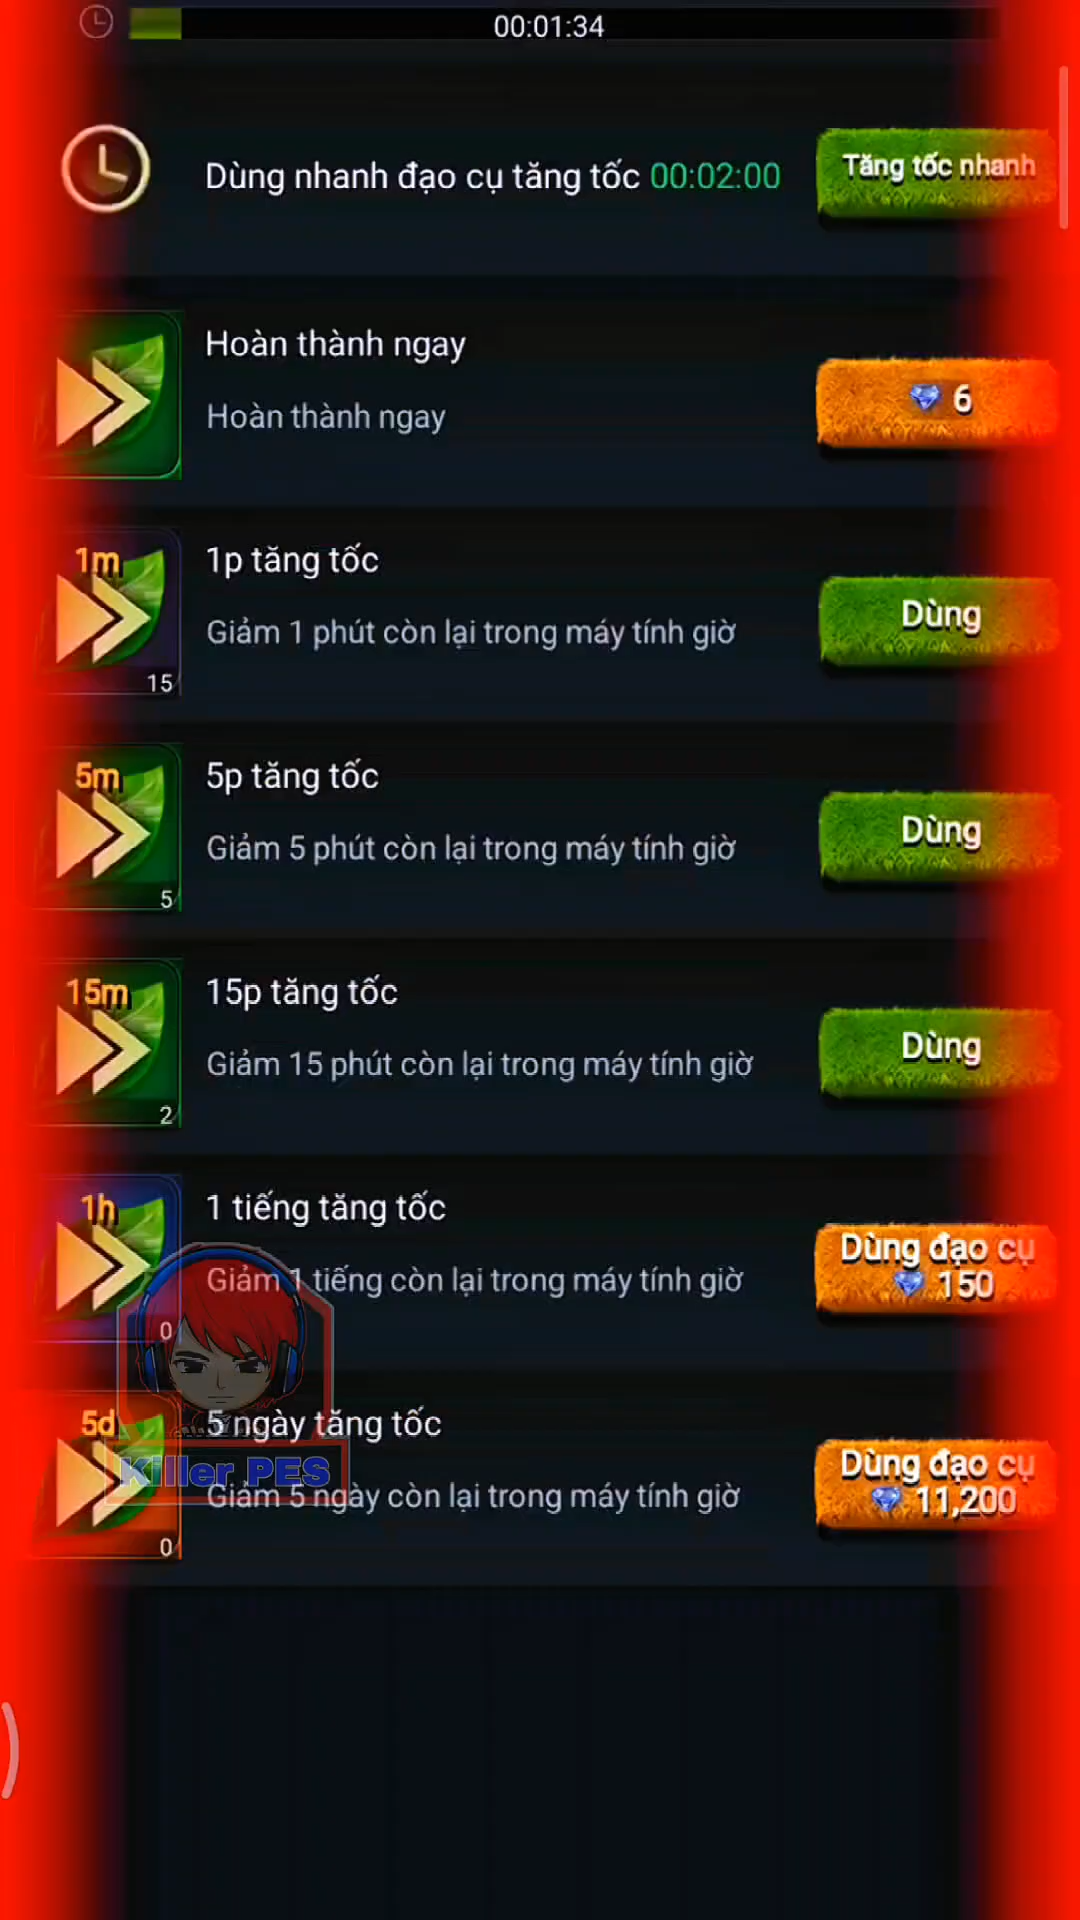 00:01:34
Dùng nhanh đạo cụ tăng tốc 00:02:00
Tăng tốc nhanh
Hoàn thành ngay
Hoàn thành ngay
6
1m
15
1p tăng tốc
Giảm 1 phút còn lại trong máy tính giờ
Dùng
5m
5
5p tăng tốc
Giảm 5 phút còn lại trong máy tính giờ
Dùng
15m
2
15p tăng tốc
Giảm 15 phút còn lại trong máy tính giờ
Dùng
1h
0
1 tiếng tăng tốc
Giảm 1 tiếng còn lại trong máy tính giờ
Dùng đạo cụ
150
5d
0
5 ngày tăng tốc
Giảm 5 ngày còn lại trong máy tính giờ
Dùng đạo cụ
11,200
Killer PES